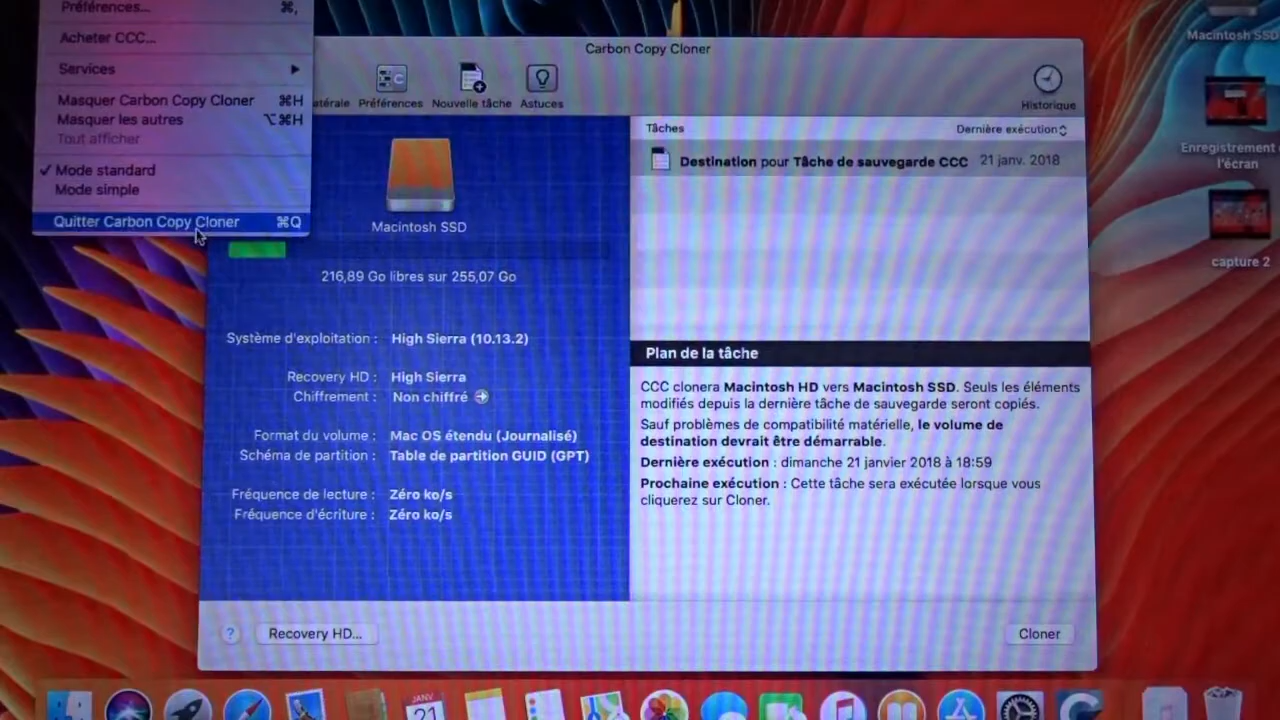 Préférences... ⌘,
Acheter CCC...
Services
Masquer Carbon Copy Cloner ⌘H
Masquer les autres ⌥⌘H
Tout afficher
✓ Mode standard
Mode simple
Quitter Carbon Copy Cloner ⌘Q
Carbon Copy Cloner
atérale Préférences Nouvelle tâche Astuces
Historique
Macintosh SSD
216,89 Go libres sur 255,07 Go
Système d'exploitation : High Sierra (10.13.2)
Recovery HD : High Sierra
Chiffrement : Non chiffré
Format du volume : Mac OS étendu (Journalisé)
Schéma de partition : Table de partition GUID (GPT)
Fréquence de lecture : Zéro ko/s
Fréquence d'écriture : Zéro ko/s
? Recovery HD...
Tâches Dernière exécution
Destination pour Tâche de sauvegarde CCC 21 janv. 2018
Plan de la tâche
CCC clonera Macintosh HD vers Macintosh SSD. Seuls les éléments
modifiés depuis la dernière tâche de sauvegarde seront copiés.
Sauf problèmes de compatibilité matérielle, le volume de
destination devrait être démarrable.
Dernière exécution : dimanche 21 janvier 2018 à 18:59
Prochaine exécution : Cette tâche sera exécutée lorsque vous
cliquerez sur Cloner.
Cloner
Macintosh SSD
Enregistrement
l'écran
capture 2
JANV
21